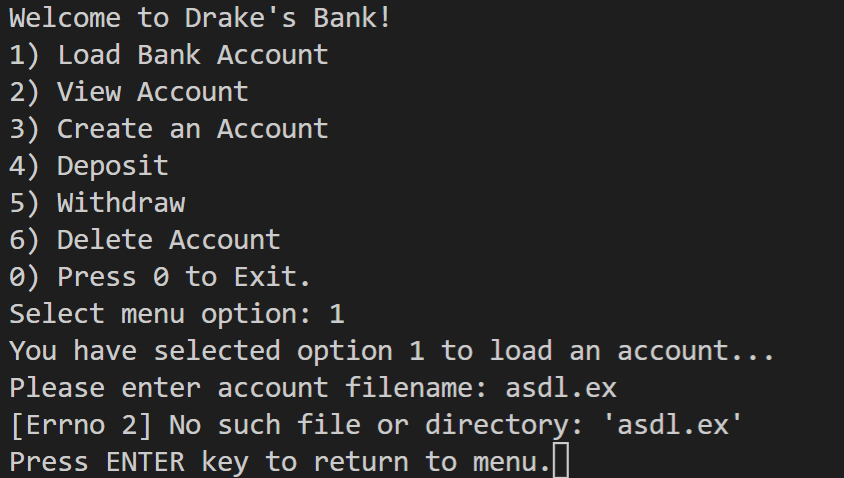 Welcome to Drake's Bank!
1) Load Bank Account
2) View Account
3) Create an Account
4) Deposit
5) Withdraw
6) Delete Account
0) Press 0 to Exit.
Select menu option: 1
You have selected option 1 to load an account...
Please enter account filename: asdl.ex
[Errno 2] No such file or directory: 'asdl.ex'
Press ENTER key to return to menu.